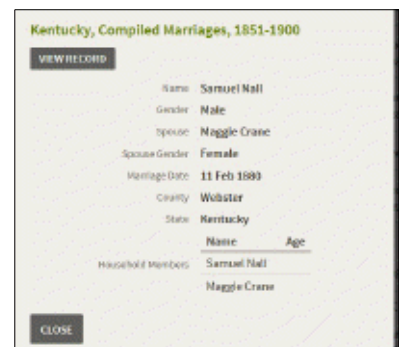 Kentucky, Compiled Marriages, 1851-1900
VIEW RECORD
Name Samuel Nall
Gender Male
Spouse Maggie Crane
Spouse Gender Female
Marriage Date 11 Feb 1880
County Webster
State Kentucky
Name Age
Household Members Samuel Nall
Maggie Crane
CLOSE